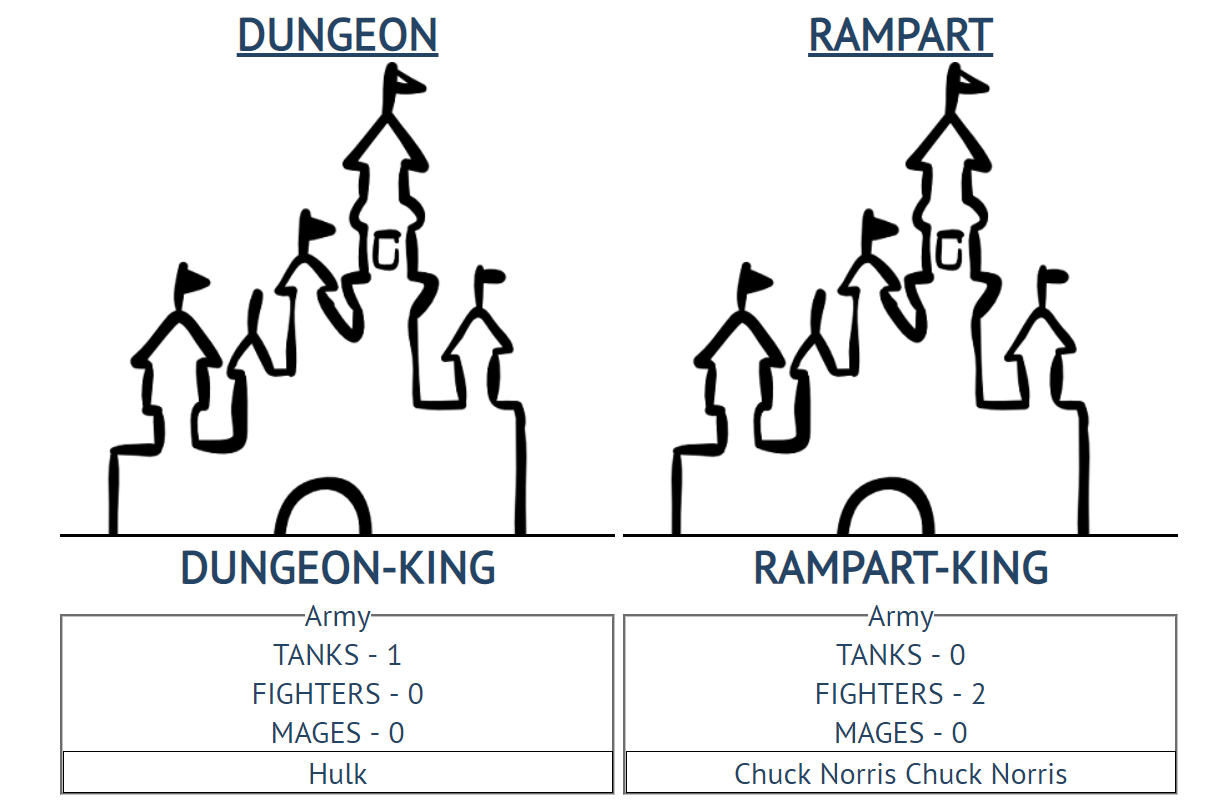 DUNGEON
RAMPART
DUNGEON-KING
RAMPART-KING
Army
TANKS - 1
FIGHTERS - 0
MAGES - 0
Hulk
Army
TANKS - 0
FIGHTERS - 2
MAGES - 0
Chuck Norris Chuck Norris